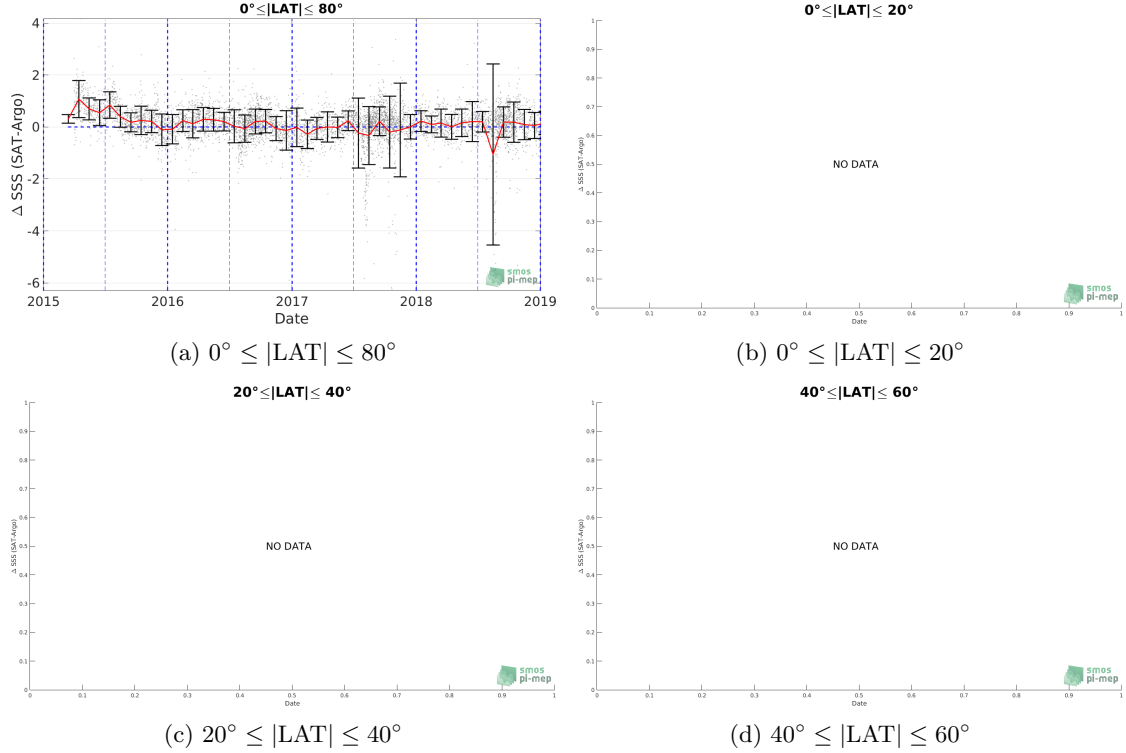 0°≤|LAT|≤ 80°
4
2
0
-2
-4
-6
Δ SSS (SAT-Argo)
2015 2016 2017 2018 2019
Date
smos
pi-mep
(a) 0° ≤ |LAT| ≤ 80°
0°≤|LAT|≤ 20°
1
0.9
0.8
0.7
0.6
0.5
0.4
0.3
0.2
0.1
0
Δ SSS (SAT-Argo)
NO DATA
0 0.1 0.2 0.3 0.4 0.5 0.6 0.7 0.8 0.9 1
Date
smos
pi-mep
(b) 0° ≤ |LAT| ≤ 20°
20°≤|LAT|≤ 40°
1
0.9
0.8
0.7
0.6
0.5
0.4
0.3
0.2
0.1
0
Δ SSS (SAT-Argo)
NO DATA
0 0.1 0.2 0.3 0.4 0.5 0.6 0.7 0.8 0.9 1
Date
smos
pi-mep
(c) 20° ≤ |LAT| ≤ 40°
40°≤|LAT|≤ 60°
1
0.9
0.8
0.7
0.6
0.5
0.4
0.3
0.2
0.1
0
Δ SSS (SAT-Argo)
NO DATA
0 0.1 0.2 0.3 0.4 0.5 0.6 0.7 0.8 0.9 1
Date
smos
pi-mep
(d) 40° ≤ |LAT| ≤ 60°